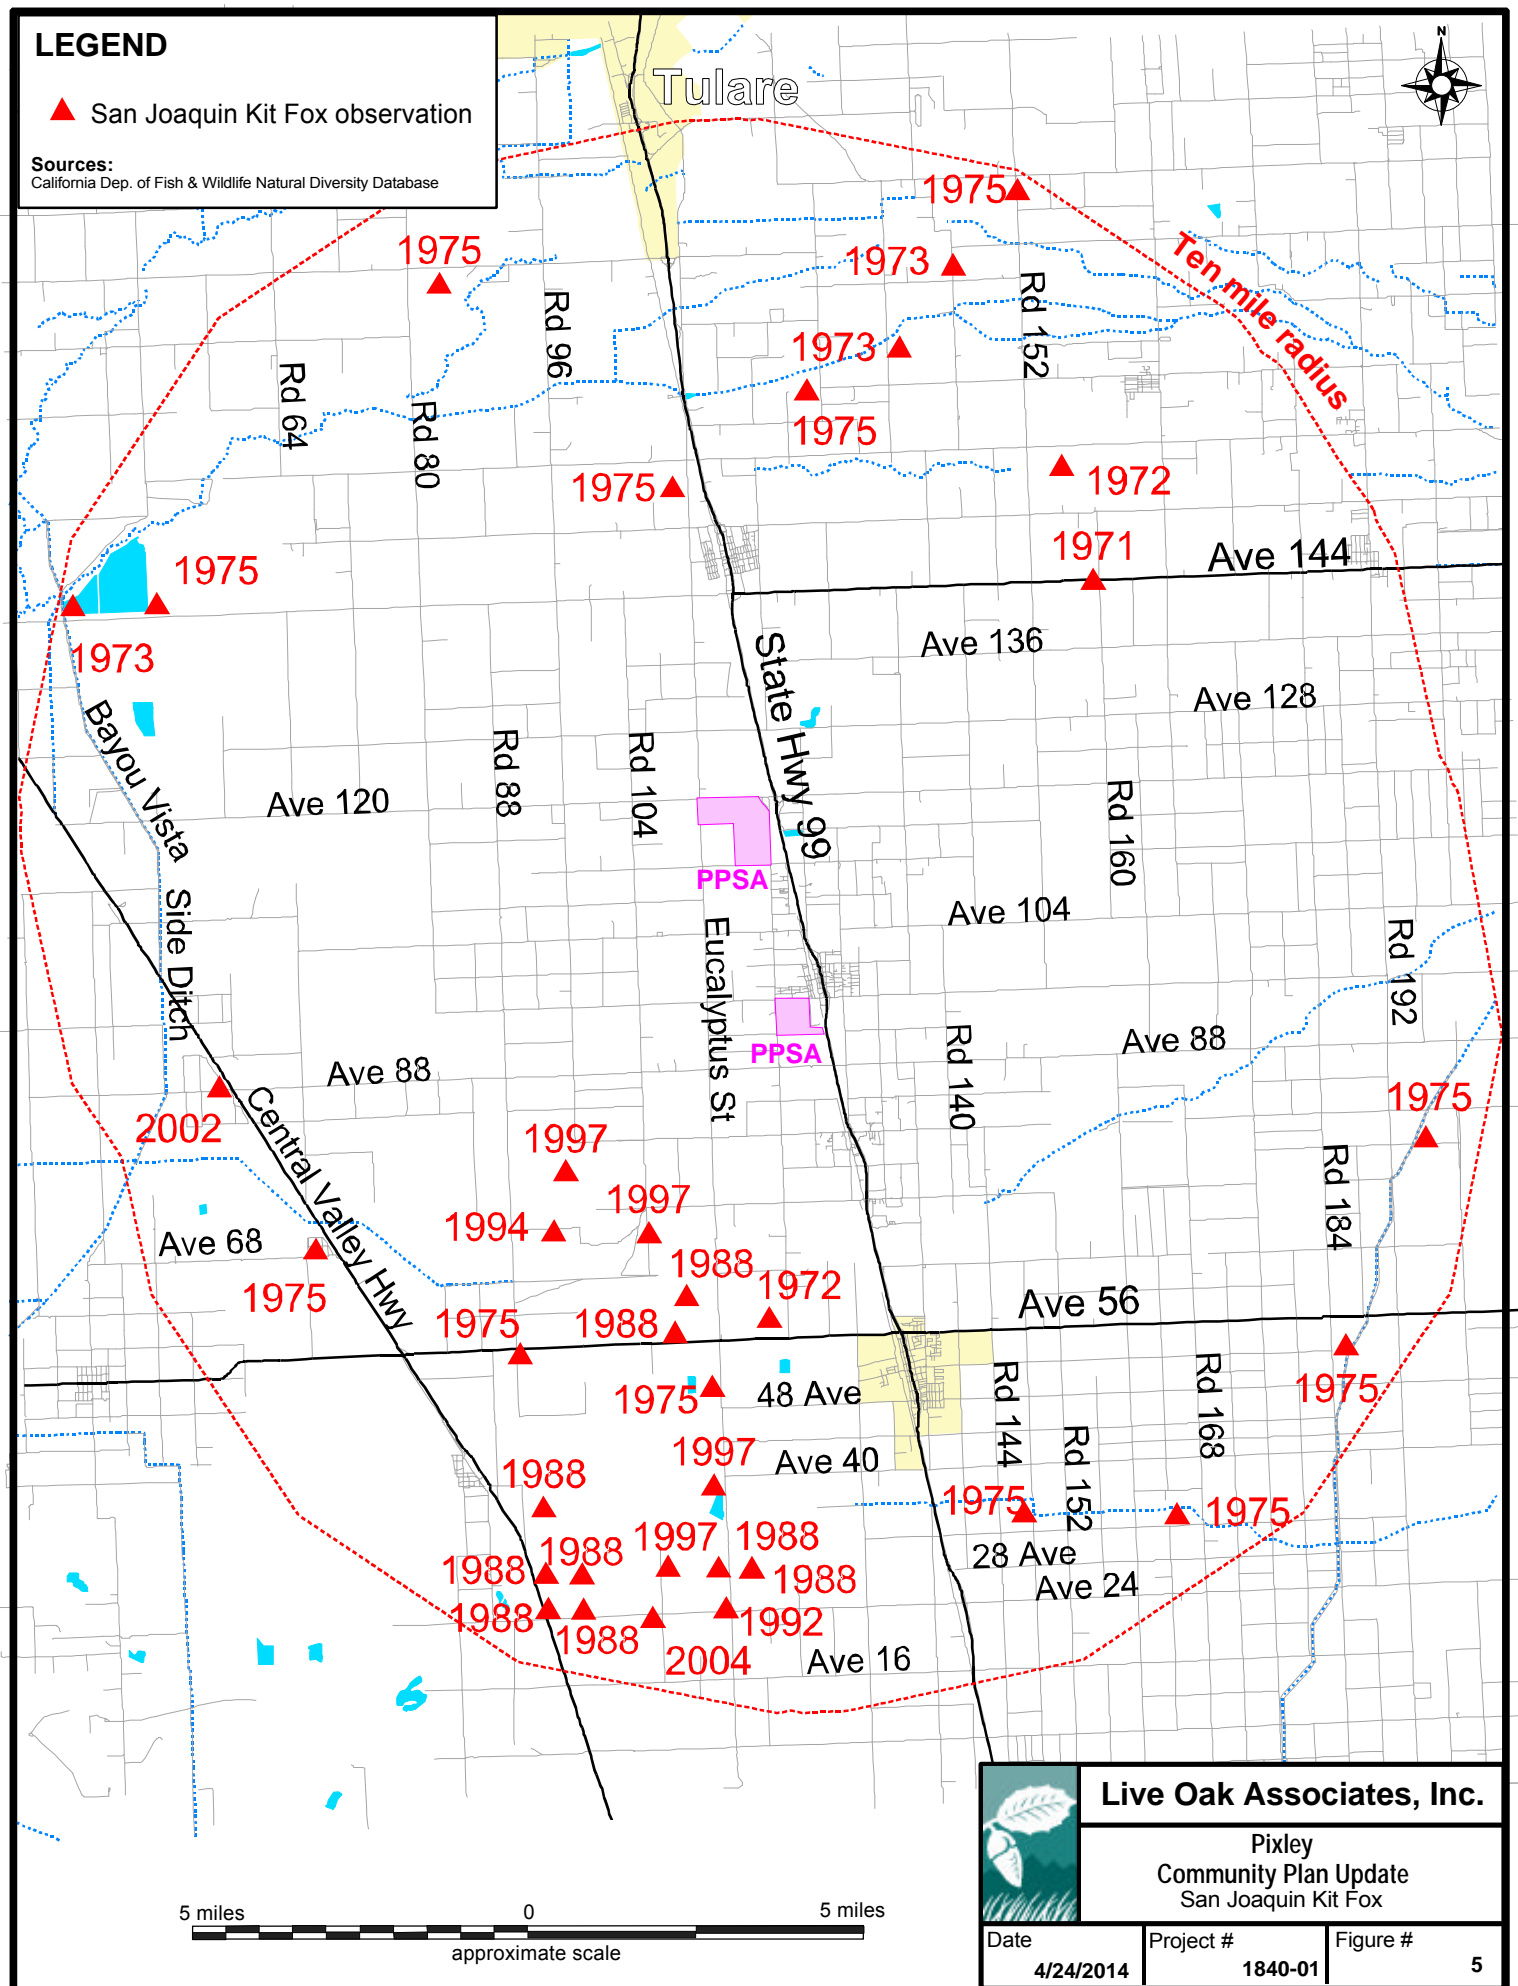 LEGEND
San Joaquin Kit Fox observation
Sources:
California Dep. of Fish & Wildlife Natural Diversity Database
N
Tulare
1975
1975
1973
Ten mile radius
Rd 96
Rd 152
1973
Rd 64
Rd 80
1975
1975
1972
1971
Ave 144
1975
1973
Ave 136
State Hwy 99
Ave 128
Bayou Vista
Side Ditch
Rd 88
Rd 104
Ave 120
Rd 160
PPSA
Ave 104
Eucalyptus St
Rd 192
PPSA
Rd 140
Ave 88
Ave 88
2002
Central Valley Hwy
1975
1997
Rd 184
1994
1997
Ave 68
1988
1972
1975
1975
1988
Ave 56
1975
48 Ave
Rd 144
Rd 168
1975
1997
Ave 40
Rd 152
1988
1975
1975
1988
1988
1997
1988
1988
28 Ave
Ave 24
1988
1988
1992
2004
Ave 16
5 miles
0
5 miles
approximate scale
Live Oak Associates, Inc.
Pixley
Community Plan Update
San Joaquin Kit Fox
Date
4/24/2014
Project #
1840-01
Figure #
5